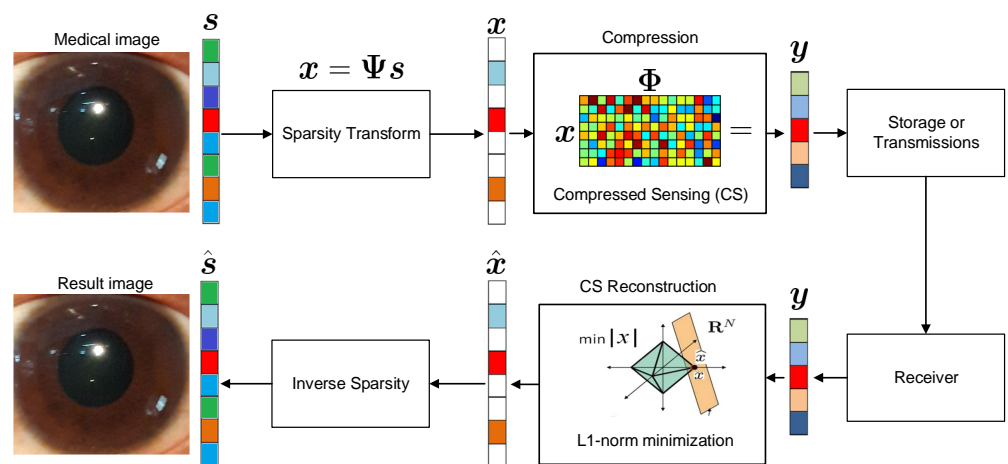 Medical image
s
x = Ψs
Sparsity Transform
x
Compression
Φ
x =
Compressed Sensing (CS)
y
Storage or
Transmissions
Result image
ŝ
Inverse Sparsity
x̂
CS Reconstruction
min|x|
R^N
x̂
x
L1-norm minimization
y
Receiver